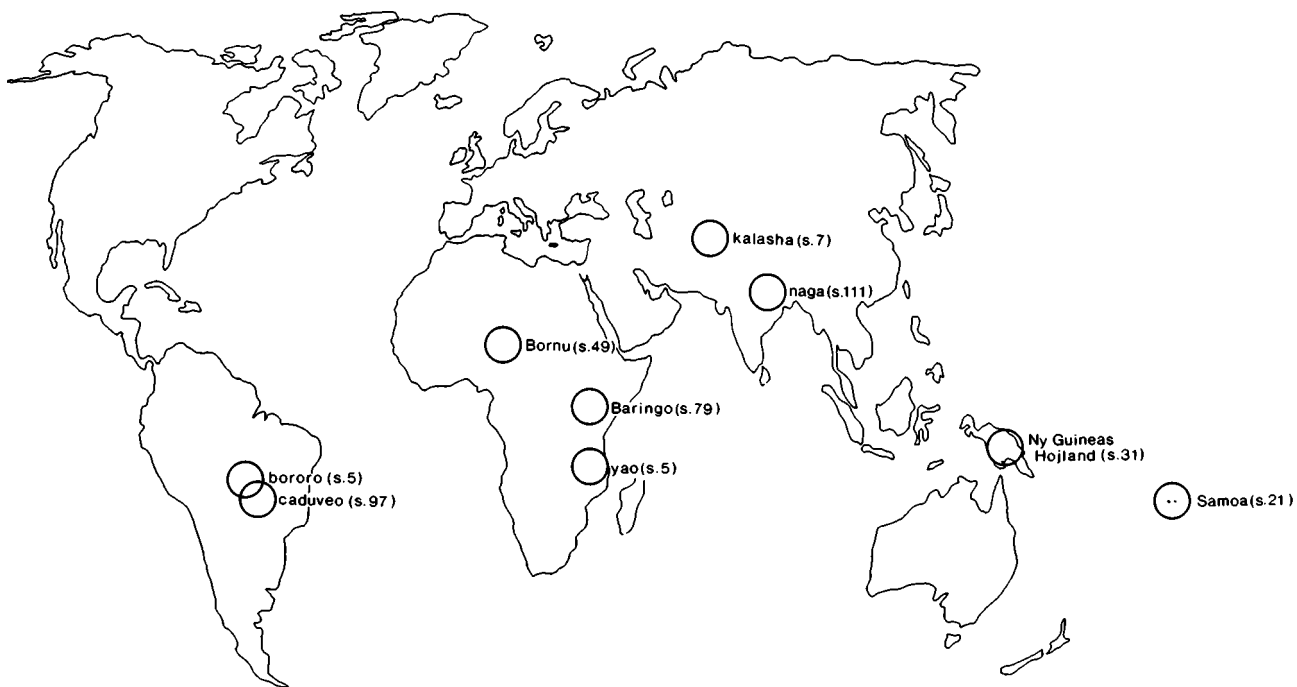 kalasha (s.7)
naga (s.111)
Bornu (s.49)
Baringo (s.79)
yao (s.5)
bororo (s.5)
caduveo (s.97)
Ny Guineas
Hojland (s.31)
Samoa (s.21)